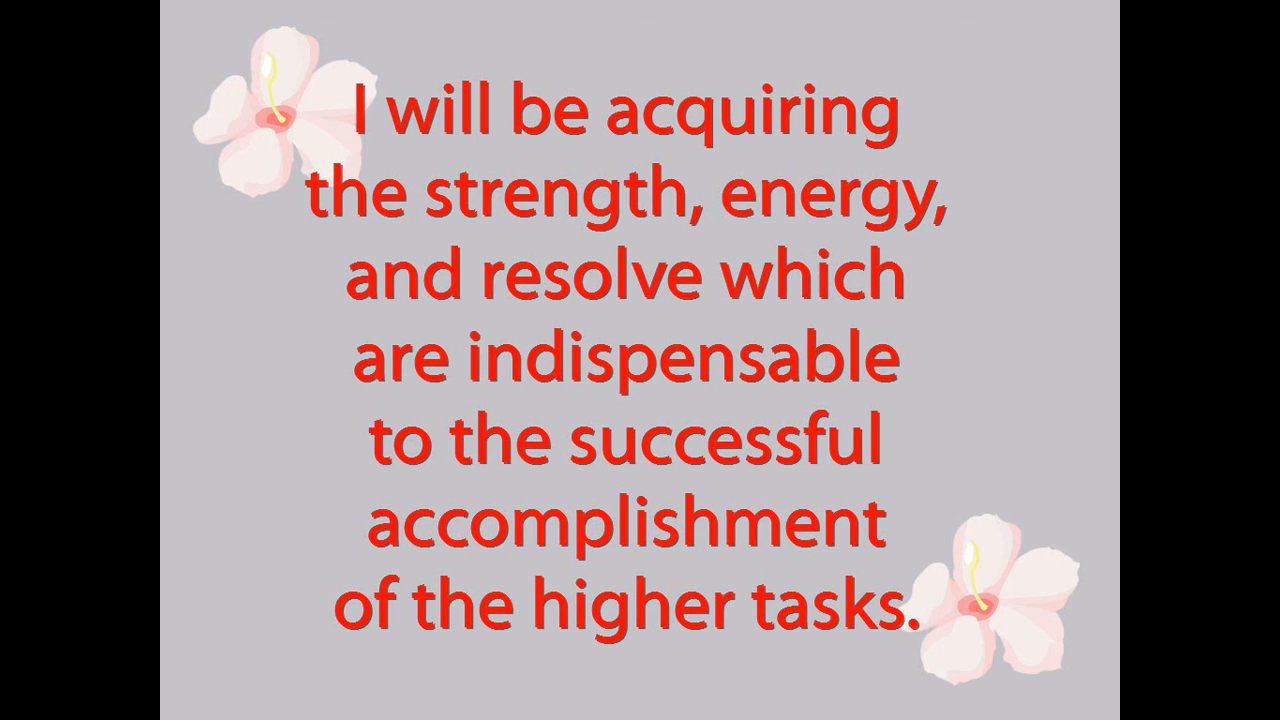 I will be acquiring
the strength, energy,
and resolve which
are indispensable
to the successful
accomplishment
of the higher tasks.